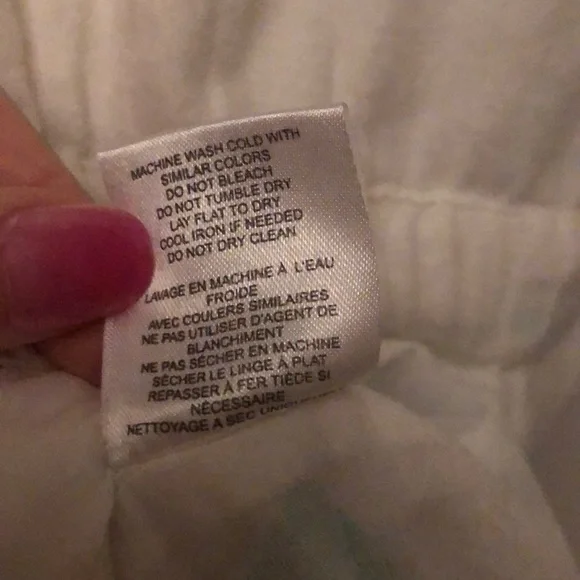 MACHINE WASH COLD WITH
SIMILAR COLORS
DO NOT BLEACH
DO NOT TUMBLE DRY
LAY FLAT TO DRY
COOL IRON IF NEEDED
DO NOT DRY CLEAN
LAVAGE EN MACHINE À L'EAU
FROIDE
AVEC COULERS SIMILAIRES
NE PAS UTILISER D'AGENT DE
BLANCHIMENT
NE PAS SÉCHER EN MACHINE
SÉCHER LE LINGE À PLAT
REPASSER À FER TIÈDE SI
NÉCESSAIRE
NETTOYAGE A SEC